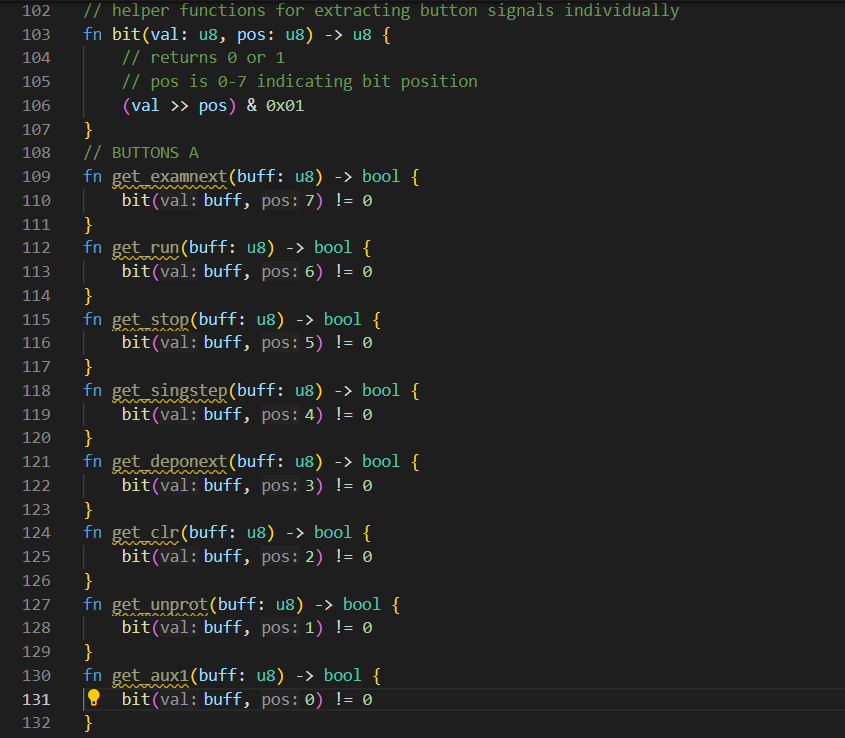 102 // helper functions for extracting button signals individually
103 fn bit(val: u8, pos: u8) -> u8 {
104     // returns 0 or 1
105     // pos is 0-7 indicating bit position
106     (val >> pos) & 0x01
107 }
108 // BUTTONS A
109 fn get_examnext(buff: u8) -> bool {
110     bit(val: buff, pos: 7) != 0
111 }
112 fn get_run(buff: u8) -> bool {
113     bit(val: buff, pos: 6) != 0
114 }
115 fn get_stop(buff: u8) -> bool {
116     bit(val: buff, pos: 5) != 0
117 }
118 fn get_singstep(buff: u8) -> bool {
119     bit(val: buff, pos: 4) != 0
120 }
121 fn get_deponext(buff: u8) -> bool {
122     bit(val: buff, pos: 3) != 0
123 }
124 fn get_clr(buff: u8) -> bool {
125     bit(val: buff, pos: 2) != 0
126 }
127 fn get_unprot(buff: u8) -> bool {
128     bit(val: buff, pos: 1) != 0
129 }
130 fn get_aux1(buff: u8) -> bool {
131     bit(val: buff, pos: 0) != 0
132 }